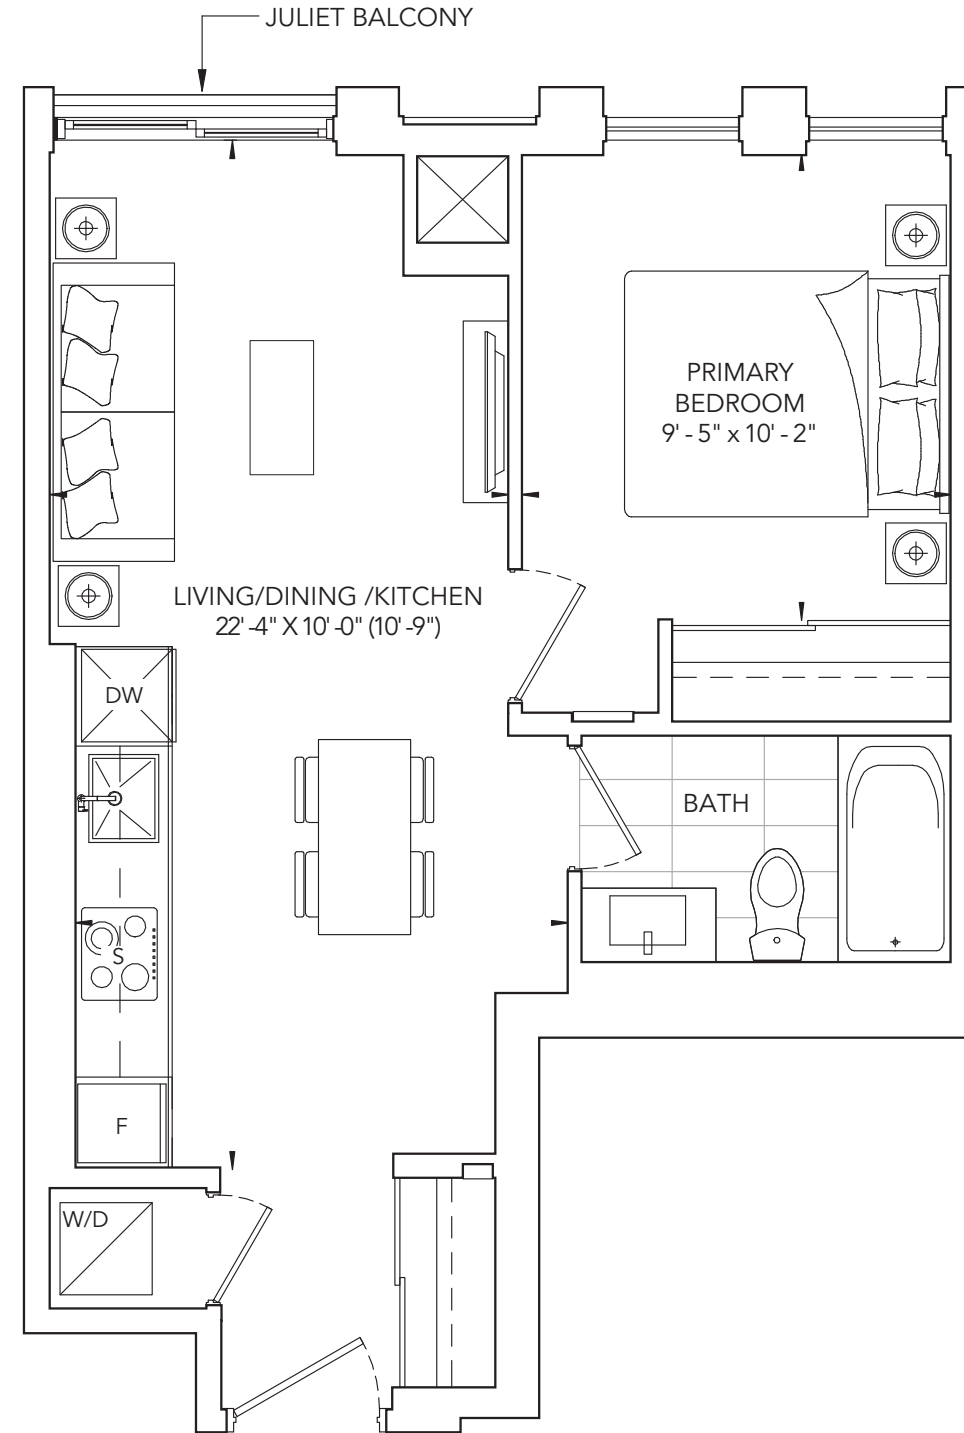 JULIET BALCONY
PRIMARY
BEDROOM
9' - 5" x 10' - 2"
LIVING/DINING /KITCHEN
22' -4" X 10' -0" (10' -9")
DW
BATH
S
F
W/D